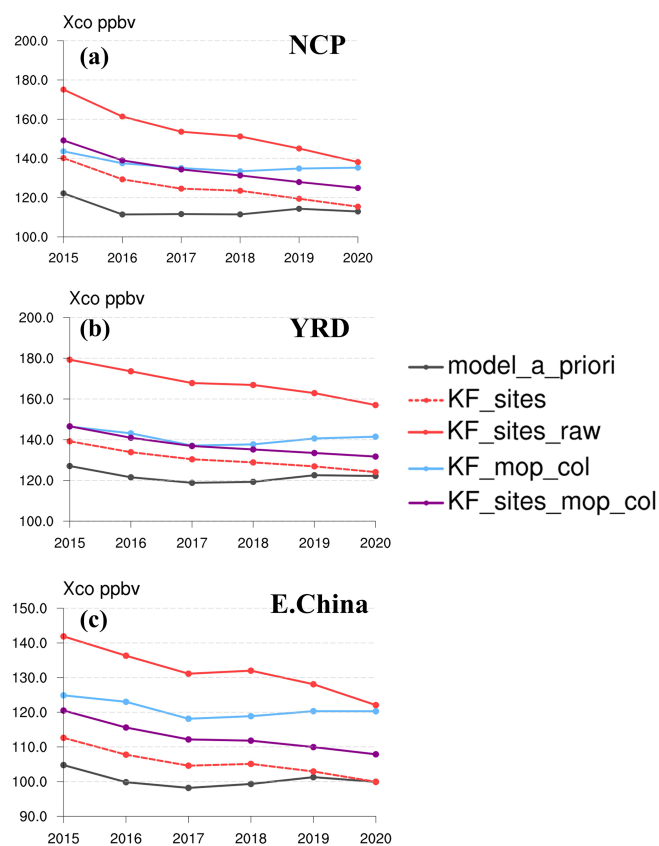 Xco ppbv
(a)
NCP
200.0
180.0
160.0
140.0
120.0
100.0
2015 2016 2017 2018 2019 2020
Xco ppbv
(b)
YRD
200.0
180.0
160.0
140.0
120.0
100.0
2015 2016 2017 2018 2019 2020
model_a_priori
KF_sites
KF_sites_raw
KF_mop_col
KF_sites_mop_col
Xco ppbv
(c)
E.China
150.0
140.0
130.0
120.0
110.0
100.0
90.0
2015 2016 2017 2018 2019 2020